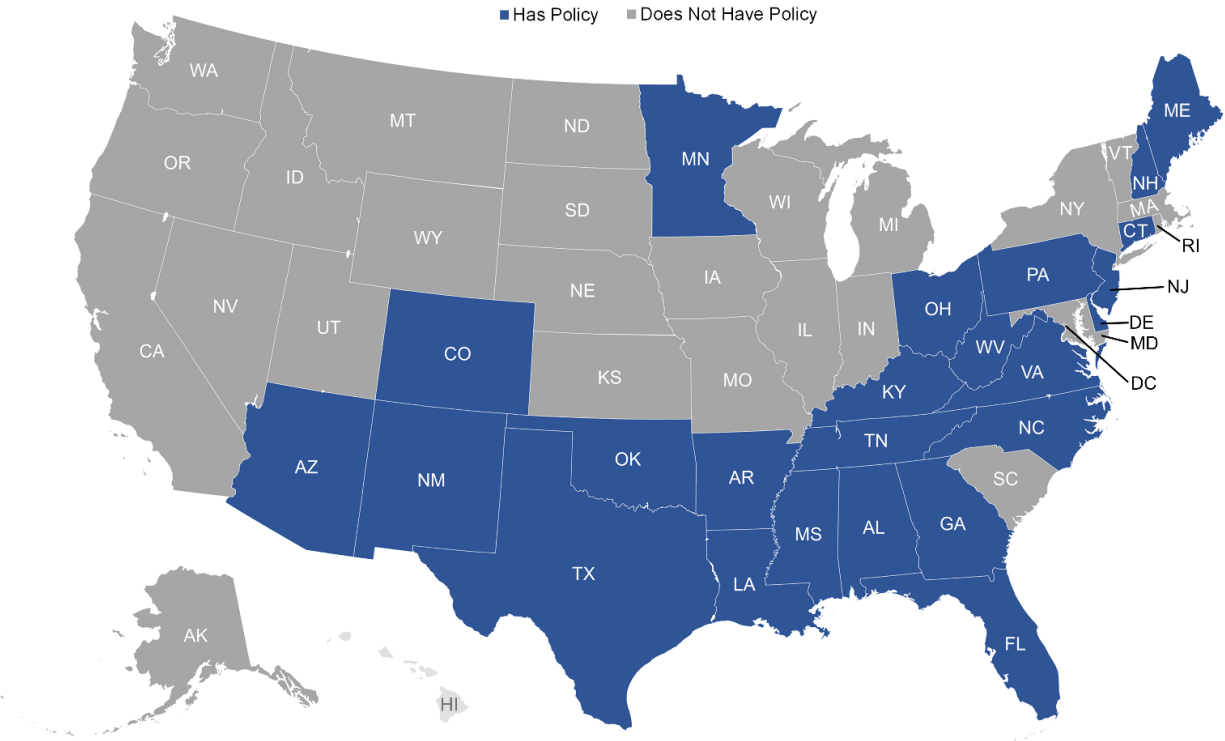 Has Policy Does Not Have Policy
WA
MT
ND
MN
ME
OR
ID
SD
WI
MI
NY
VT
NH
MA
CT
RI
WY
NE
IA
PA
NJ
NV
UT
CO
IL
IN
OH
DE
MD
DC
CA
KS
MO
WV
VA
KY
AZ
NM
OK
AR
TN
NC
SC
TX
LA
MS
AL
GA
FL
AK
HI